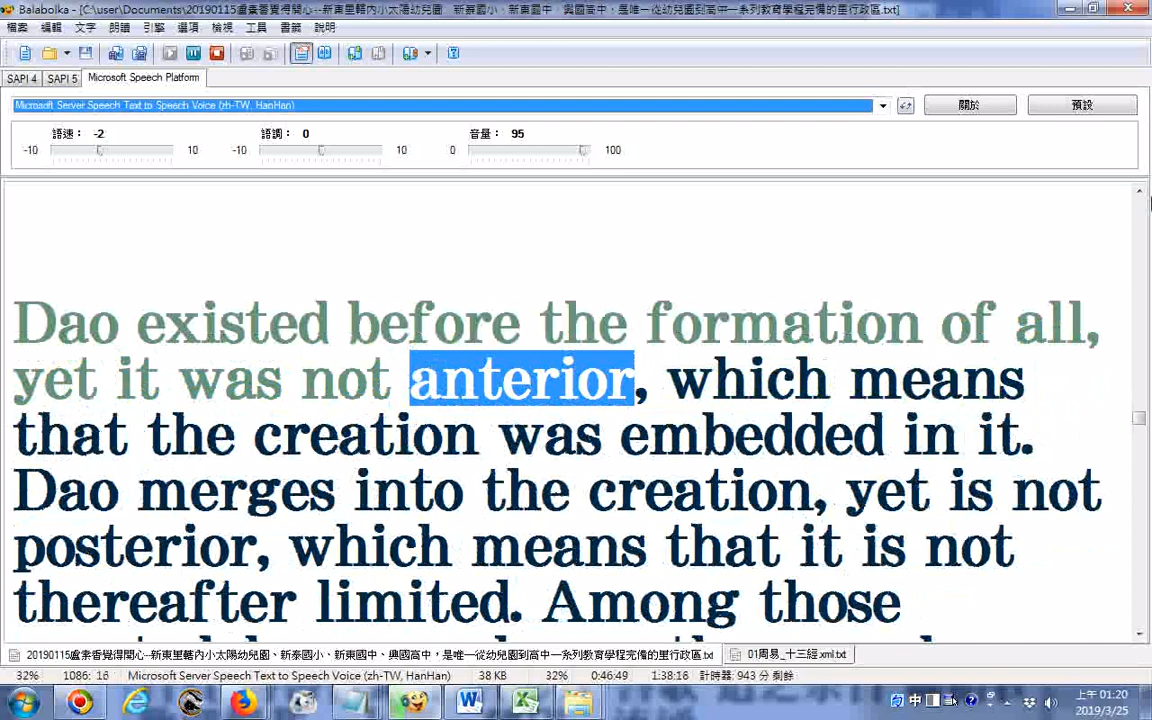 Balabolka - [C:\user\Documents\20190115盧素香覺得開心--新東里轄內小太陽幼兒園、新泰國小、新東國中、興國高中，是唯一從幼兒園到高中一系列教育學程完備的里行政區.txt]
檔案 編輯 文字 朗讀 引擎 選項 檢視 工具 書籤 說明
SAPI 4 SAPI 5 Microsoft Speech Platform
Microsoft Server Speech Text to Speech Voice (zh-TW, HanHan) 關於 預設
語速： -2 語調： 0 音量： 95
-10 10 -10 10 0 100
Dao existed before the formation of all,
yet it was not anterior, which means
that the creation was embedded in it.
Dao merges into the creation, yet is not
posterior, which means that it is not
thereafter limited. Among those
20190115盧素香覺得開心--新東里轄內小太陽幼兒園、新泰國小、新東國中、興國高中，是唯一從幼兒園到高中一系列教育學程完備的里行政區.txt 01周易_十三經.xml.txt
32% 1086: 16 Microsoft Server Speech Text to Speech Voice (zh-TW, HanHan) 38 KB 32% 0:46:49 1:38:16 計時器: 943 分 剩餘
中 上午 01:20
2019/3/25